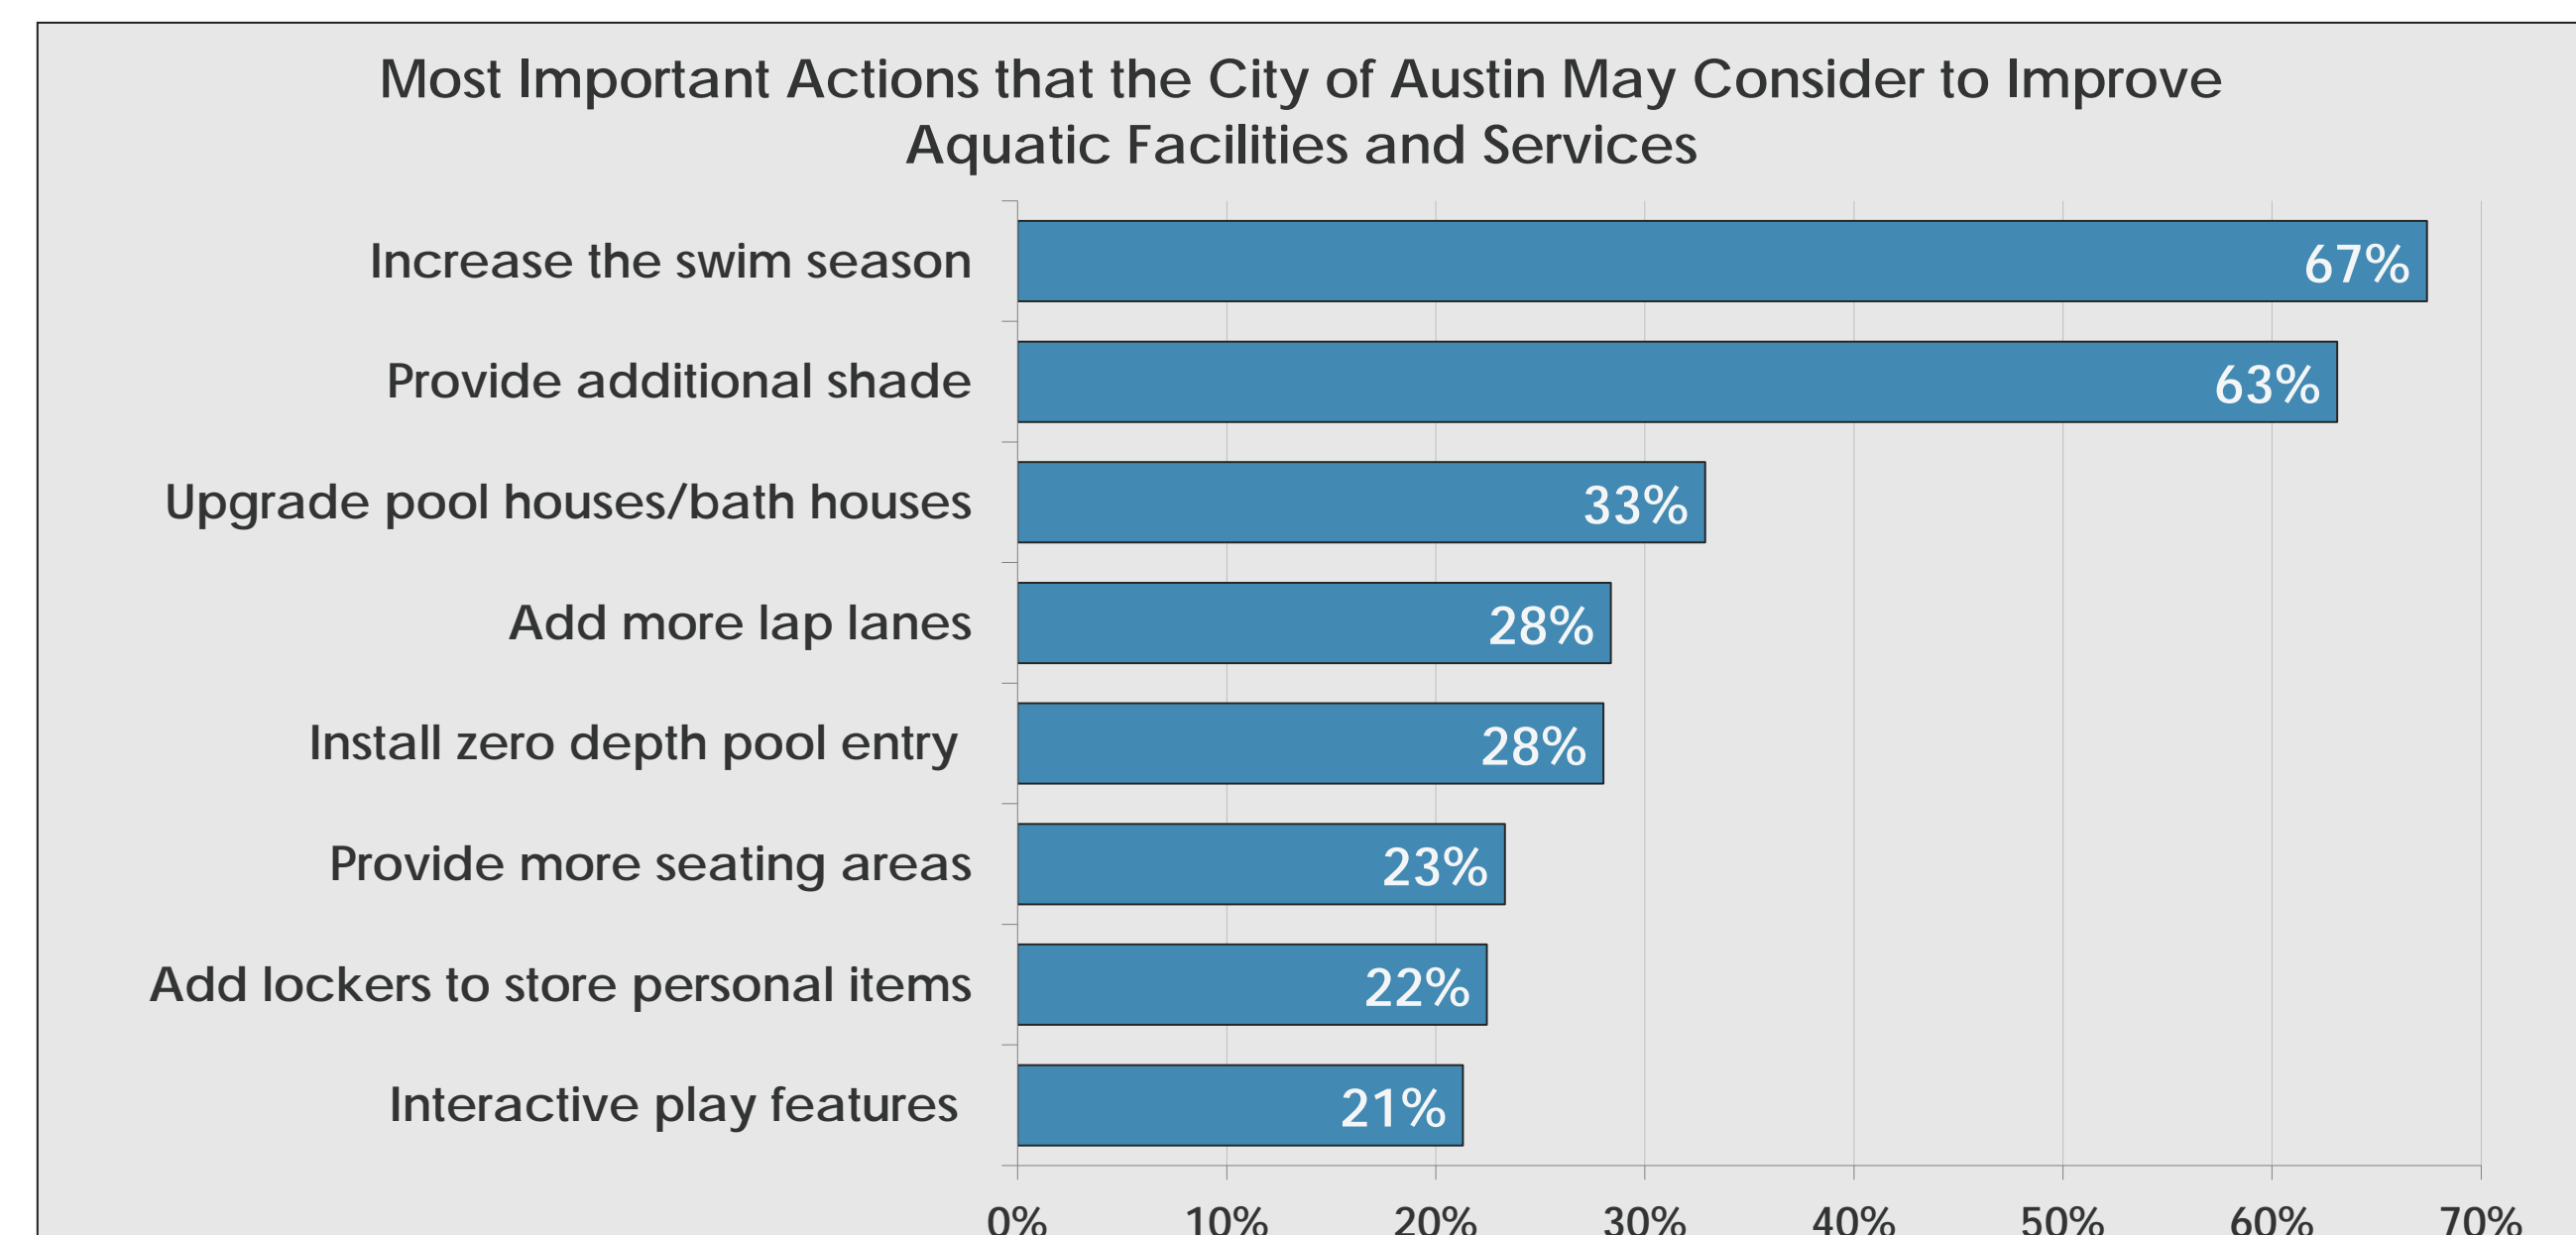 Most Important Actions that the City of Austin May Consider to Improve
Aquatic Facilities and Services
Increase the swim season 67%
Provide additional shade 63%
Upgrade pool houses/bath houses 33%
Add more lap lanes 28%
Install zero depth pool entry 28%
Provide more seating areas 23%
Add lockers to store personal items 22%
Interactive play features 21%
0% 10% 20% 30% 40% 50% 60% 70%